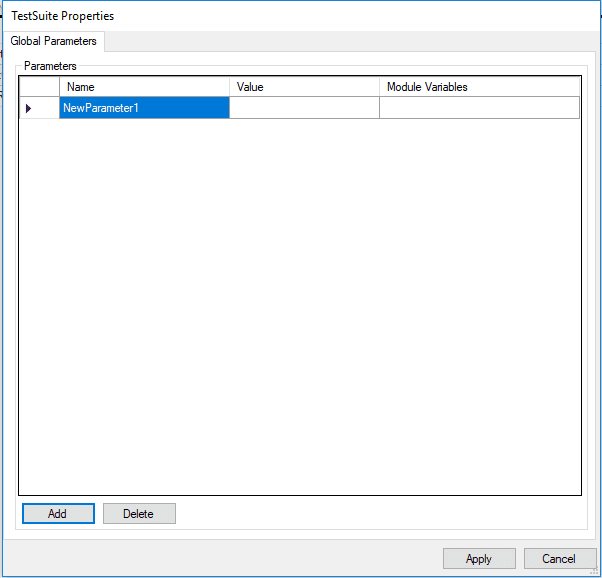 TestSuite Properties
Global Parameters
Parameters
Name Value Module Variables
NewParameter1
Add Delete
Apply Cancel